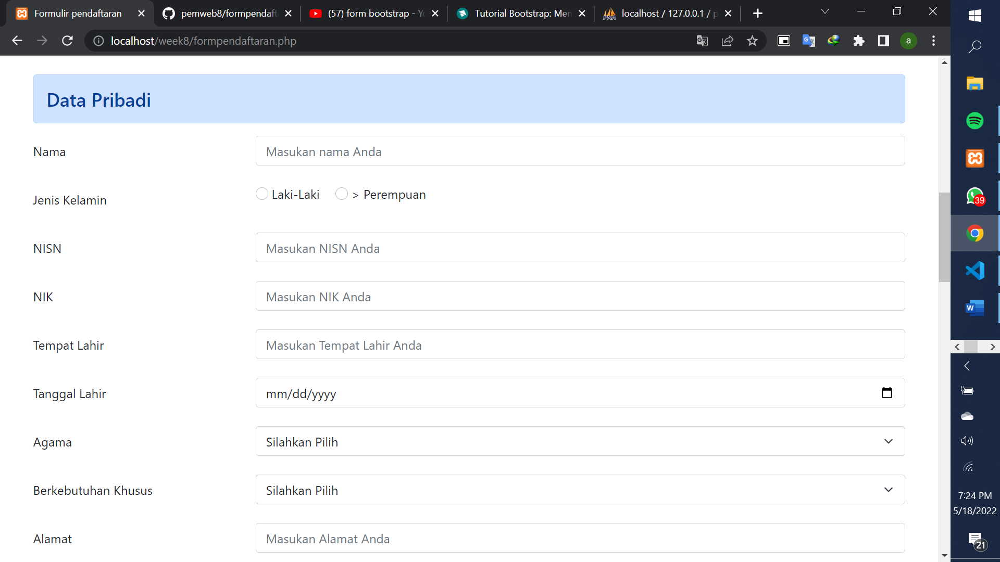 Formulir pendaftaran
pemweb8/formpendaft
(57) form bootstrap - Yo
Tutorial Bootstrap: Mem
localhost / 127.0.0.1 / p
localhost/week8/formpendaftaran.php
a
Data Pribadi
Nama
Masukan nama Anda
Jenis Kelamin
Laki-Laki
> Perempuan
NISN
Masukan NISN Anda
NIK
Masukan NIK Anda
Tempat Lahir
Masukan Tempat Lahir Anda
Tanggal Lahir
mm/dd/yyyy
Agama
Silahkan Pilih
Berkebutuhan Khusus
Silahkan Pilih
Alamat
Masukan Alamat Anda
39
7:24 PM
5/18/2022
21